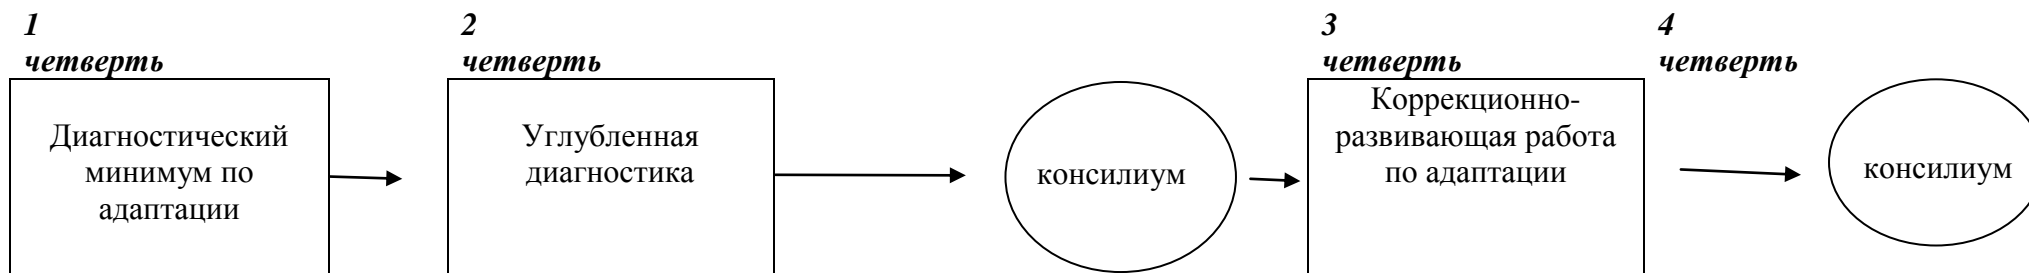 1
четверть
2
четверть
3
четверть
4
четверть
Диагностический
минимум по
адаптации
Углубленная
диагностика
консилиум
Коррекционно-
развивающая работа
по адаптации
консилиум